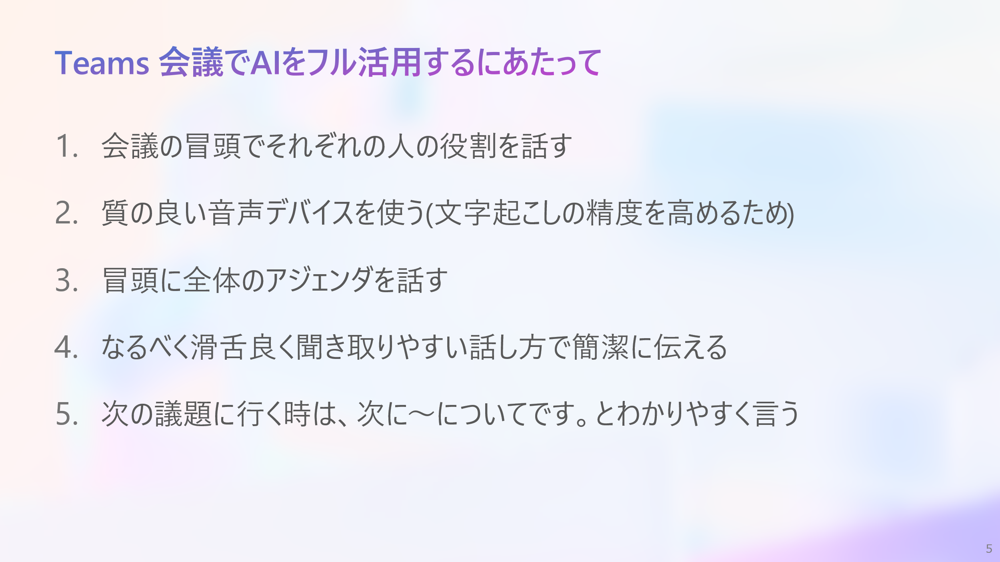 Teams 会議でAIをフル活用するにあたって
1. 会議の冒頭でそれぞれの人の役割を話す
2. 質の良い音声デバイスを使う(文字起こしの精度を高めるため)
3. 冒頭に全体のアジェンダを話す
4. なるべく滑舌良く聞き取りやすい話し方で簡潔に伝える
5. 次の議題に行く時は、次に～についてです。とわかりやすく言う
5